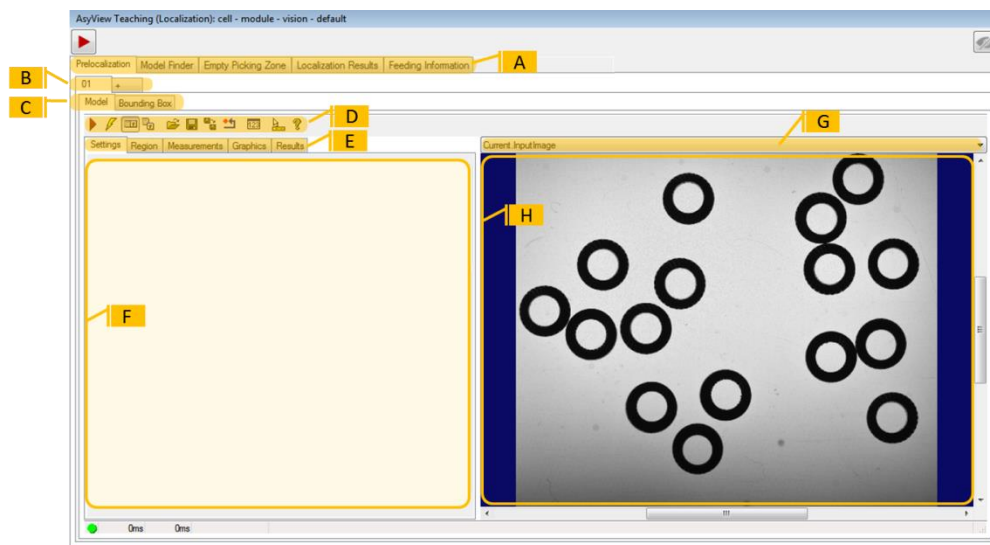 AsyView Teaching (Localization): cell - module - vision - default
Prelocalization Model Finder Empty Picking Zone Localization Results Feeding Information
A
B
01 +
C
Model Bounding Box
D
Settings Region Measurements Graphics Results
E
G
Current.InputImage
H
F
0ms 0ms